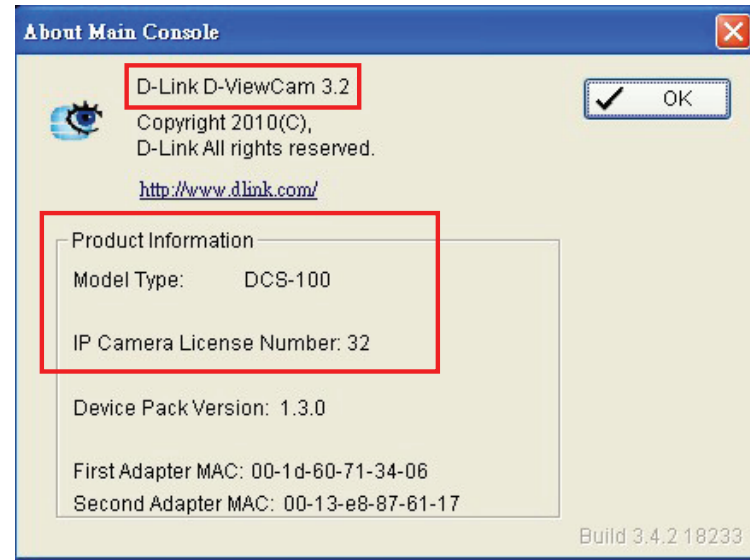 About Main Console
D-Link D-ViewCam 3.2
OK
Copyright 2010(C),
D-Link All rights reserved.
http://www.dlink.com/
Product Information
Model Type: DCS-100
IP Camera License Number: 32
Device Pack Version: 1.3.0
First Adapter MAC: 00-1d-60-71-34-06
Second Adapter MAC: 00-13-e8-87-61-17
Build 3.4.2 18233